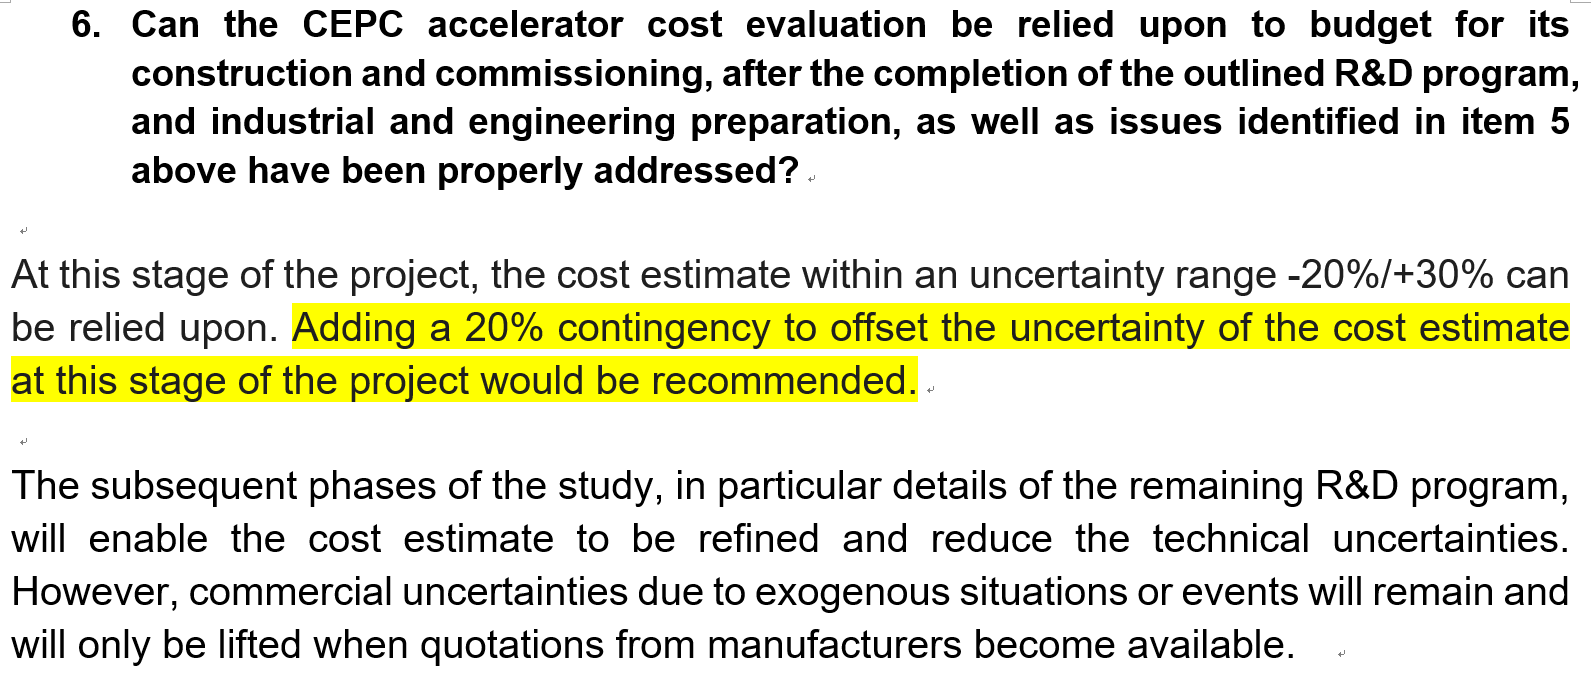 6. Can the CEPC accelerator cost evaluation be relied upon to budget for its
construction and commissioning, after the completion of the outlined R&D program,
and industrial and engineering preparation, as well as issues identified in item 5
above have been properly addressed?
At this stage of the project, the cost estimate within an uncertainty range -20%/+30% can
be relied upon. Adding a 20% contingency to offset the uncertainty of the cost estimate
at this stage of the project would be recommended.
The subsequent phases of the study, in particular details of the remaining R&D program,
will enable the cost estimate to be refined and reduce the technical uncertainties.
However, commercial uncertainties due to exogenous situations or events will remain and
will only be lifted when quotations from manufacturers become available.